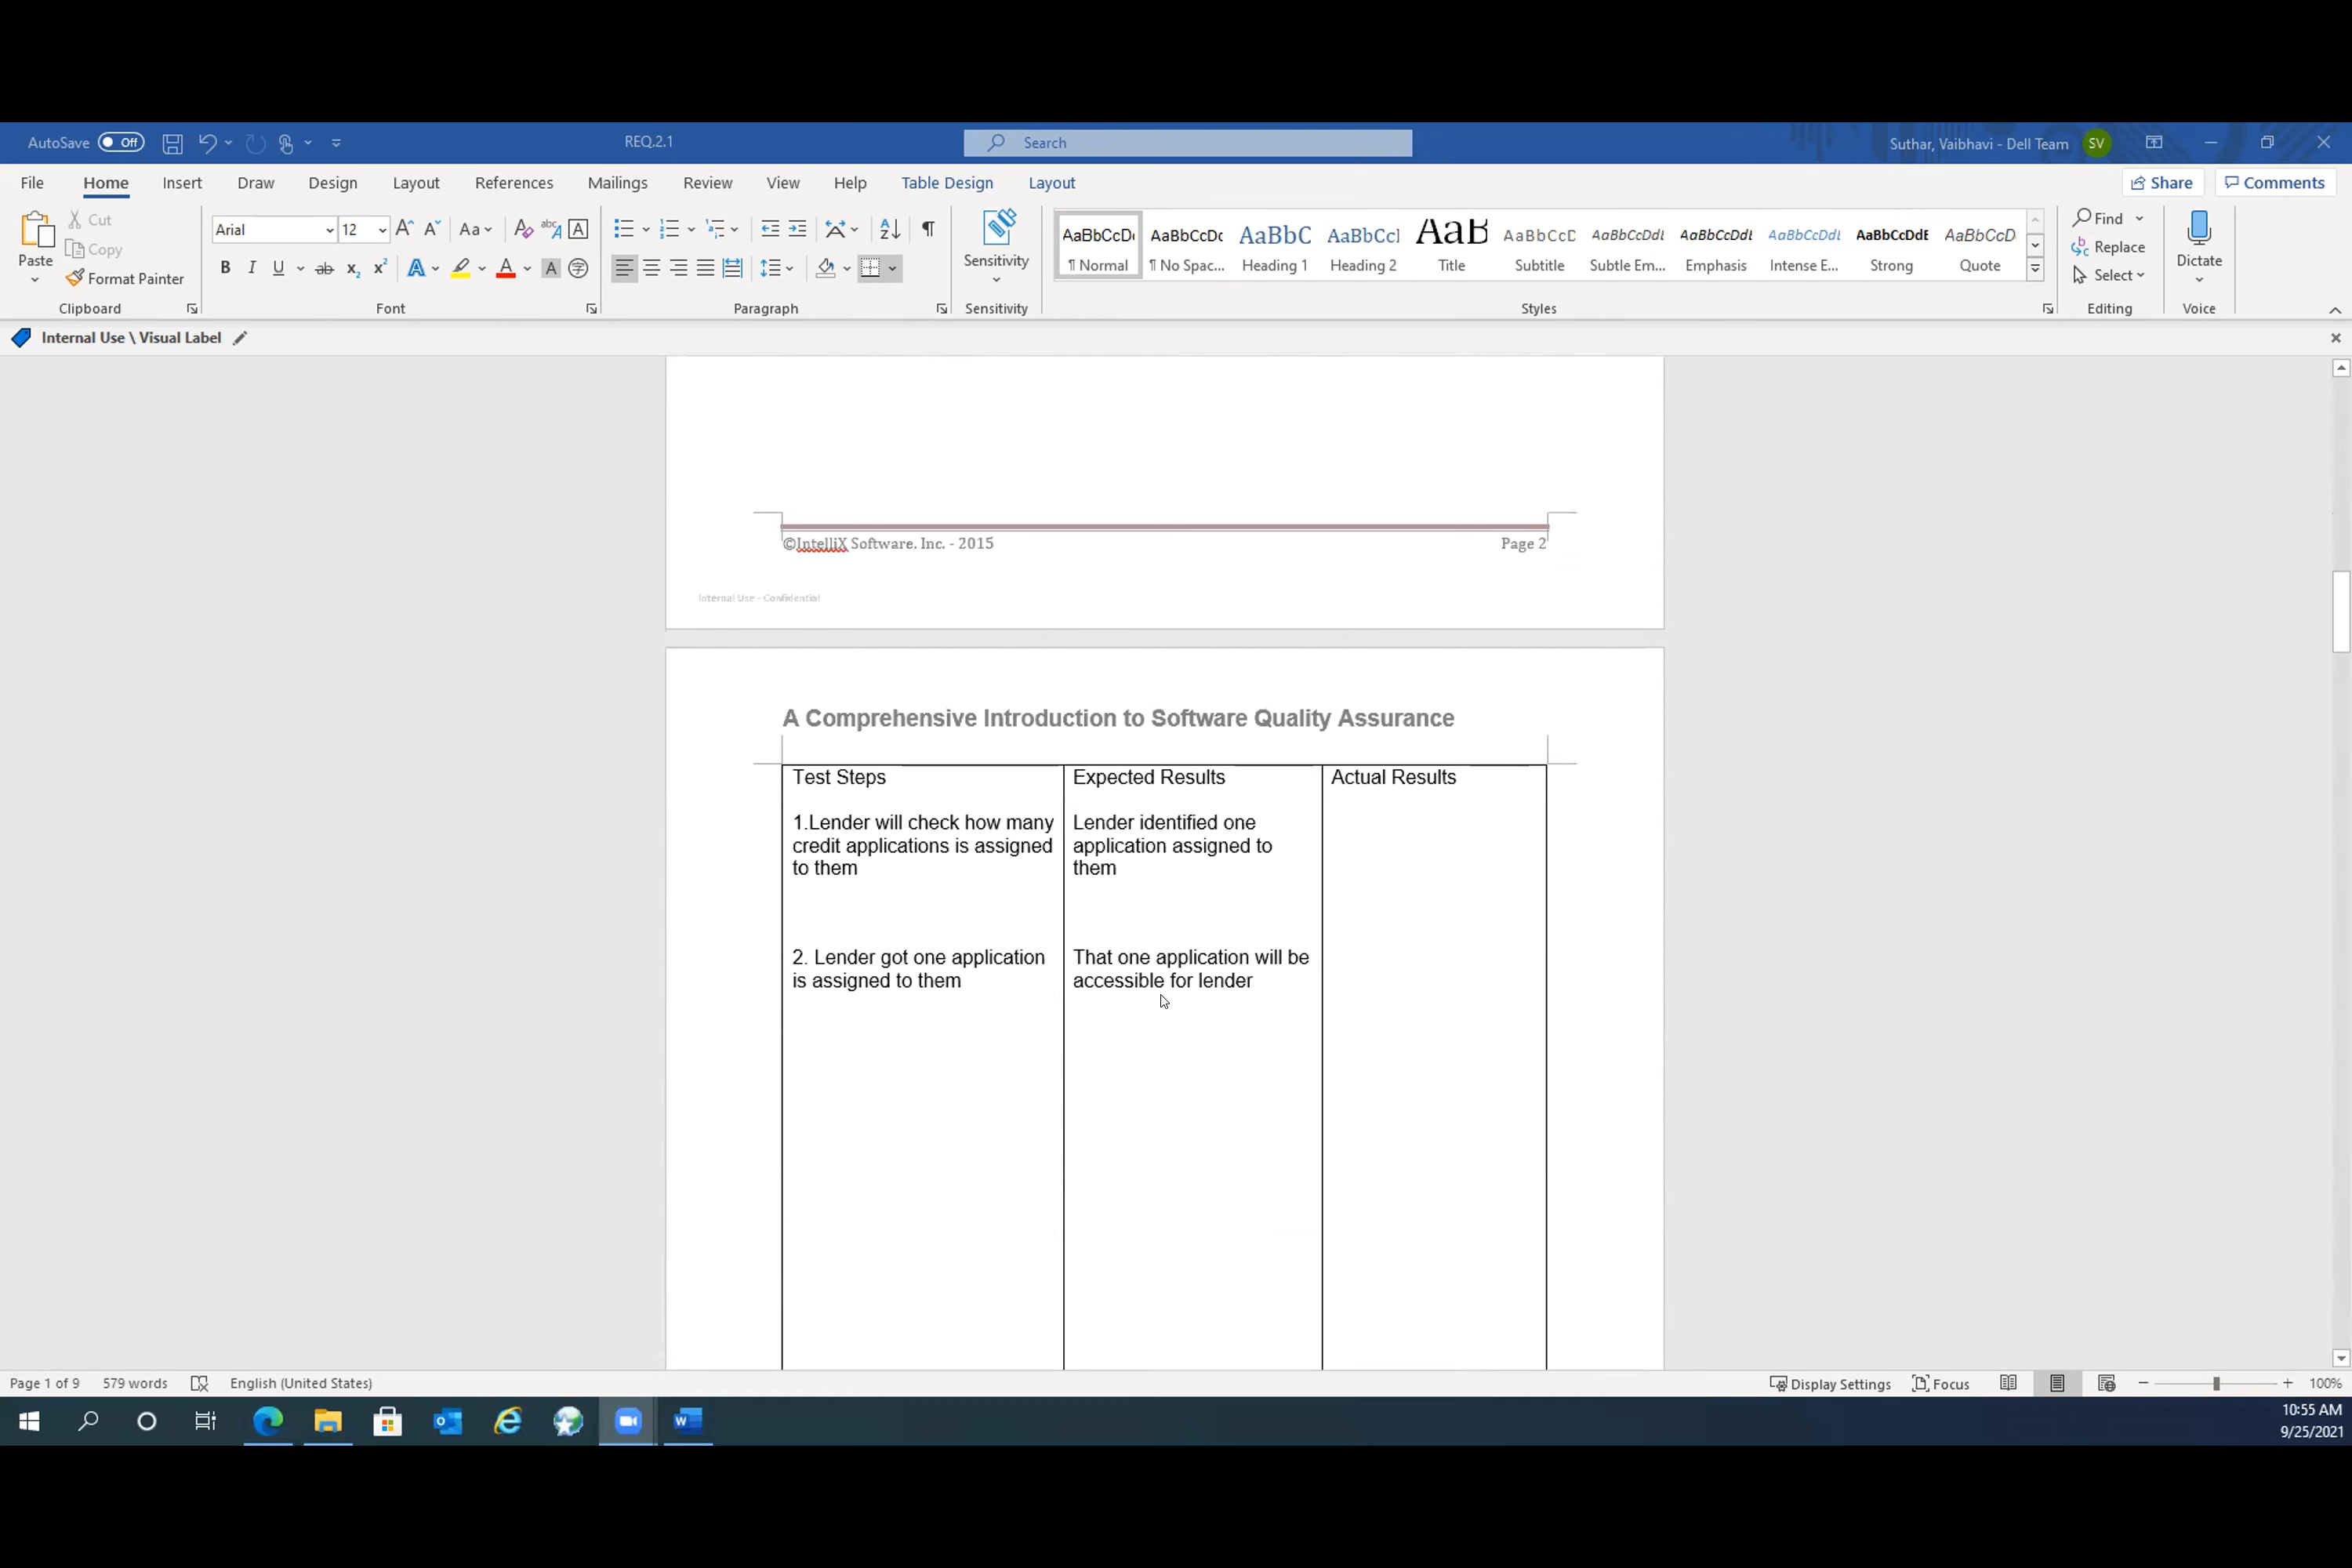 AutoSave Off REQ.2.1 Search Suthar, Vaibhavi - Dell Team SV
File Home Insert Draw Design Layout References Mailings Review View Help Table Design Layout Share Comments
Paste Cut Copy Format Painter
Clipboard
Arial 12
Font
Paragraph
Sensitivity
Sensitivity
AaBbCcDc AaBbCcDc AaBbC AaBbCcl AaB AaBbCcD AaBbCcDdI AaBbCcDdI AaBbCcDdI AaBbCcDdE AaBbCcD
¶ Normal ¶ No Spac... Heading 1 Heading 2 Title Subtitle Subtle Em... Emphasis Intense E... Strong Quote
Styles
Find
Replace
Select
Editing
Dictate
Voice
Internal Use \ Visual Label
©IntelliX Software, Inc. - 2015 Page 2
Internal Use - Confidential
A Comprehensive Introduction to Software Quality Assurance
Test Steps
1.Lender will check how many
credit applications is assigned
to them
2. Lender got one application
is assigned to them
Expected Results
Lender identified one
application assigned to
them
That one application will be
accessible for lender
Actual Results
Page 1 of 9 579 words English (United States) Display Settings Focus 100%
10:55 AM
9/25/2021